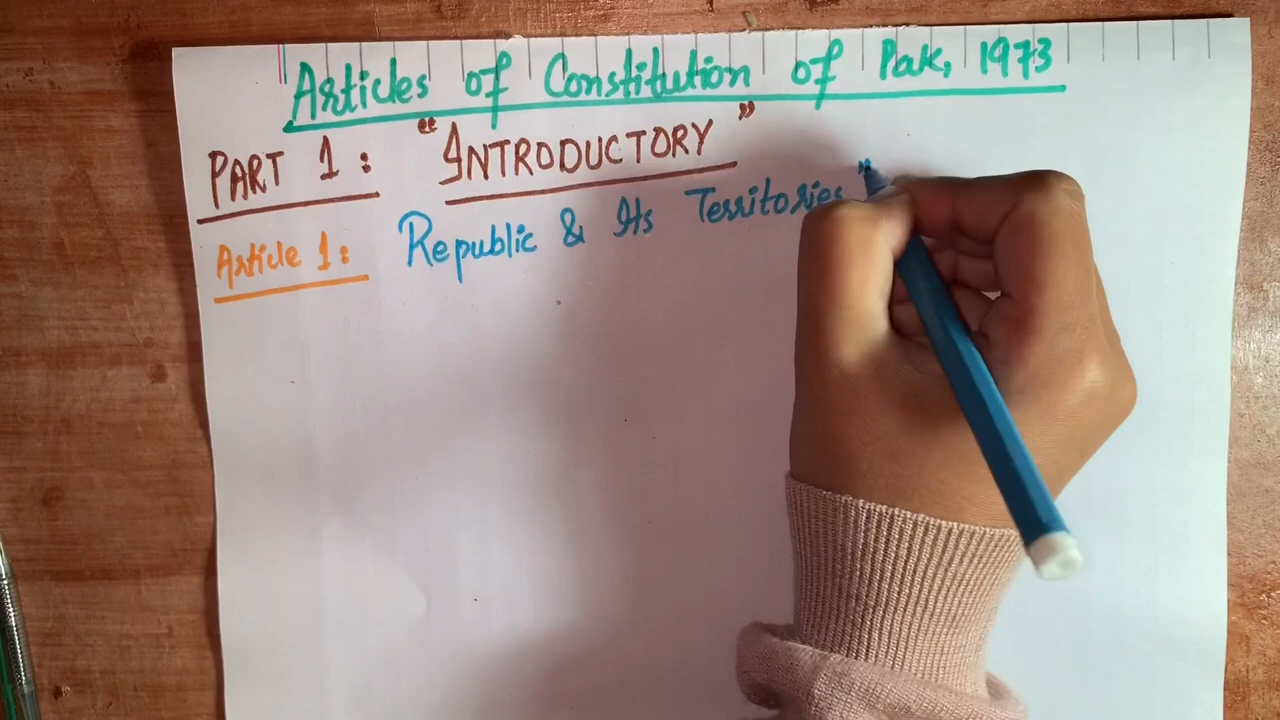 Articles of Constitution of Pak, 1973
PART 1: "INTRODUCTORY"
Article 1: Republic & Its Territories"